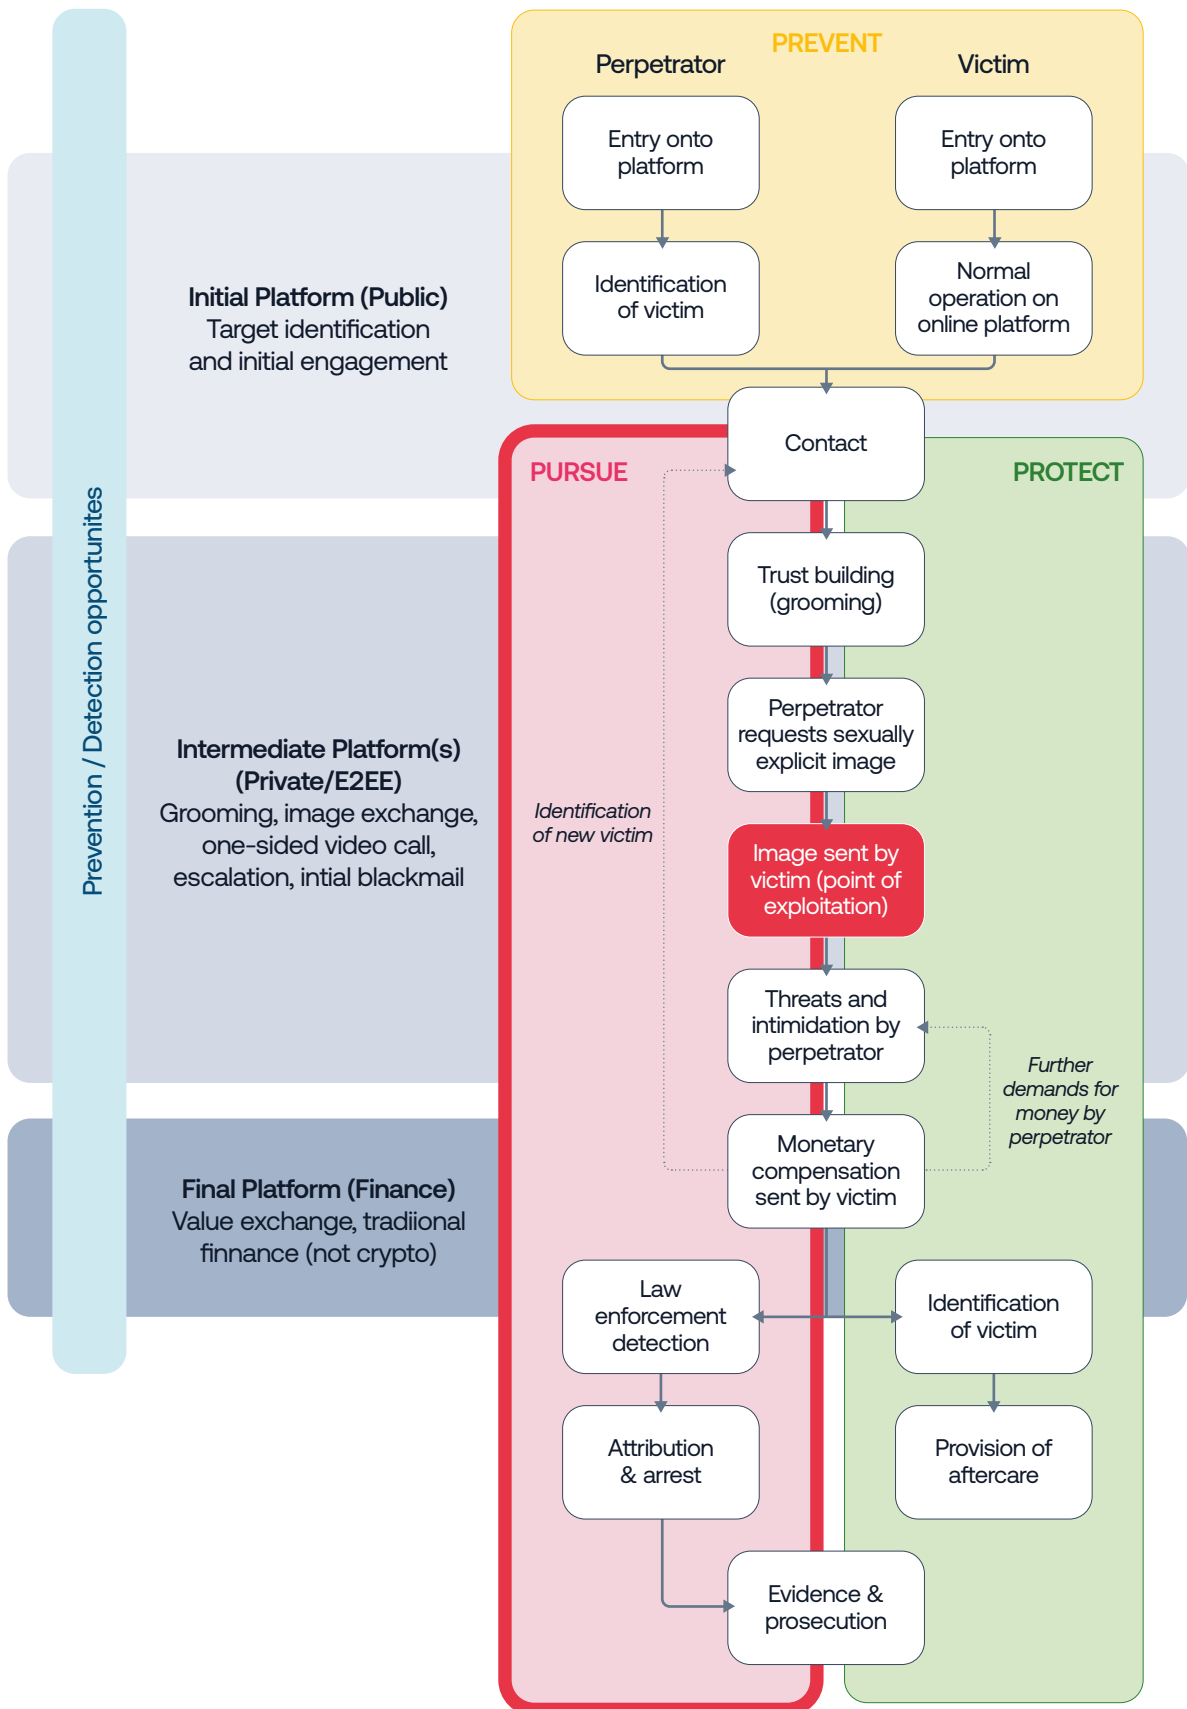 PREVENT
Perpetrator
Victim
Entry onto
platform
Entry onto
platform
Identification
of victim
Normal
operation on
online platform
Initial Platform (Public)
Target identification
and initial engagement
Contact
PURSUE
PROTECT
Prevention / Detection opportunites
Trust building
(grooming)
Perpetrator
requests sexually
explicit image
Intermediate Platform(s)
(Private/E2EE)
Grooming, image exchange,
one-sided video call,
escalation, intial blackmail
Identification
of new victim
Image sent by
victim (point of
exploitation)
Threats and
intimidation by
perpetrator
Further
demands for
money by
perpetrator
Monetary
compensation
sent by victim
Final Platform (Finance)
Value exchange, tradiional
finnance (not crypto)
Law
enforcement
detection
Identification
of victim
Attribution
& arrest
Provision of
aftercare
Evidence &
prosecution